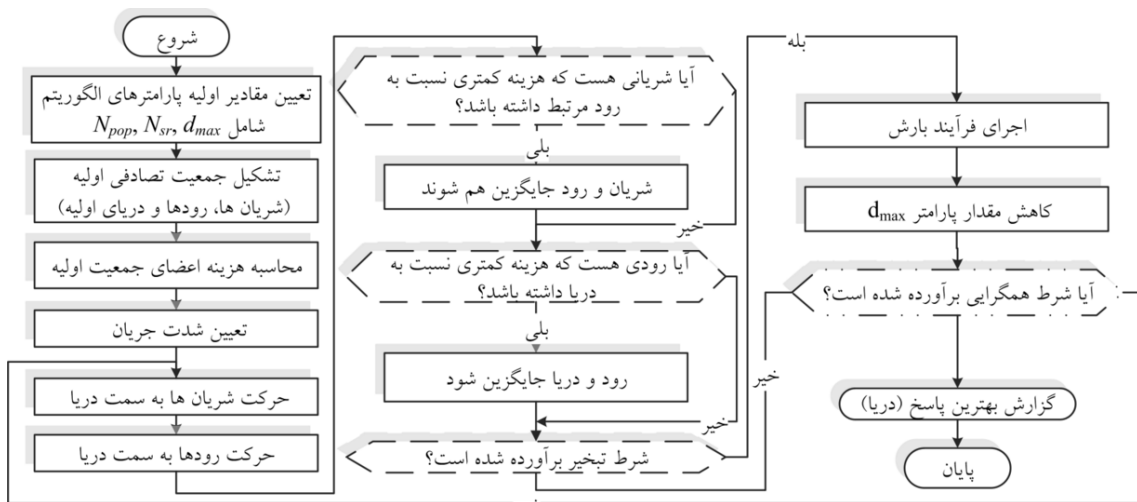 شروع
تعیین مقادیر اولیه پارامترهای الگوریتم
شامل N_pop, N_sr, d_max
تشکیل جمعیت تصادفی اولیه
(شریان ها، رودها و دریای اولیه)
محاسبه هزینه اعضای جمعیت اولیه
تعیین شدت جریان
حرکت شریان ها به سمت دریا
حرکت رودها به سمت دریا
آیا شریانی هست که هزینه کمتری نسبت به
رود مرتبط داشته باشد؟
بلی
شریان و رود جایگزین هم شوند
خیر
آیا رودی هست که هزینه کمتری نسبت به
دریا داشته باشد؟
بلی
رود و دریا جایگزین شود
خیر
شرط تبخیر برآورده شده است؟
بله
خیر
اجرای فرآیند بارش
کاهش مقدار پارامتر d_max
آیا شرط همگرایی برآورده شده است؟
گزارش بهترین پاسخ (دریا)
پایان